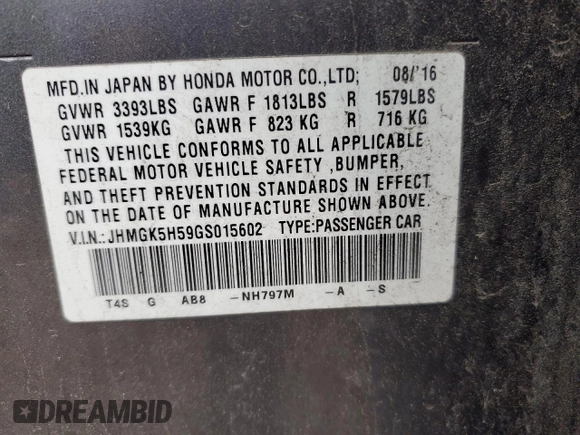 MFD.IN JAPAN BY HONDA MOTOR CO.,LTD; 08/'16
GVWR 3393LBS GAWR F 1813LBS R 1579LBS
GVWR 1539KG GAWR F 823 KG R 716 KG
THIS VEHICLE CONFORMS TO ALL APPLICABLE
FEDERAL MOTOR VEHICLE SAFETY ,BUMPER,
AND THEFT PREVENTION STANDARDS IN EFFECT
ON THE DATE OF MANUFACTURE SHOWN ABOVE.
V.I.N.:JHMGK5H59GS015602 TYPE:PASSENGER CAR
T4S G AB8 -NH797M -A -S
DREAMBID